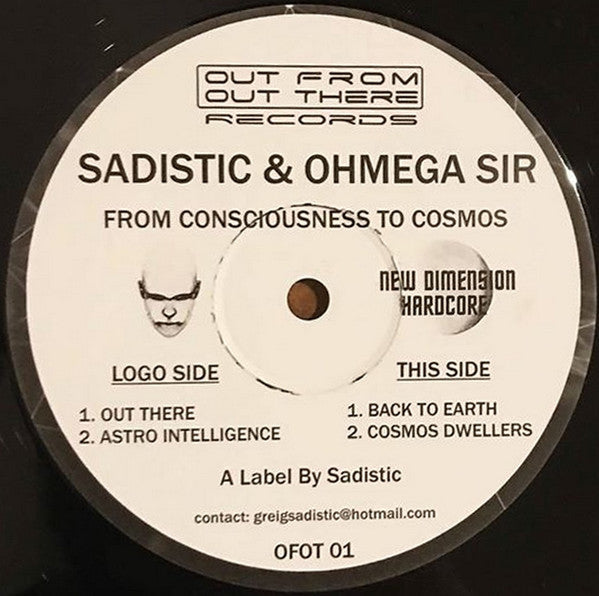 OUT FROM
OUT THERE
RECORDS
SADISTIC & OHMEGA SIR
FROM CONSCIOUSNESS TO COSMOS
NEW DIMENSION
HARDCORE
LOGO SIDE
1. OUT THERE
2. ASTRO INTELLIGENCE
THIS SIDE
1. BACK TO EARTH
2. COSMOS DWELLERS
A Label By Sadistic
contact: greigsadistic@hotmail.com
OFOT 01